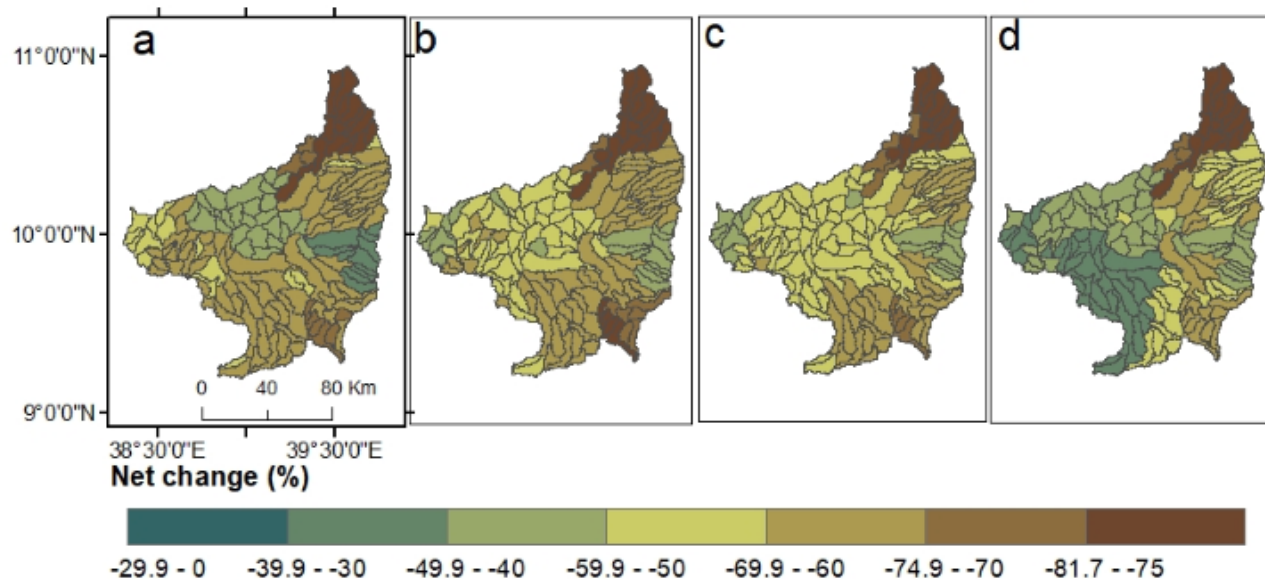 a b c d
11°0'0"N
10°0'0"N
0 40 80 Km
9°0'0"N
38°30'0"E 39°30'0"E
Net change (%)
-29.9 - 0 -39.9 - -30 -49.9 - -40 -59.9 - -50 -69.9 - -60 -74.9 - -70 -81.7 - -75